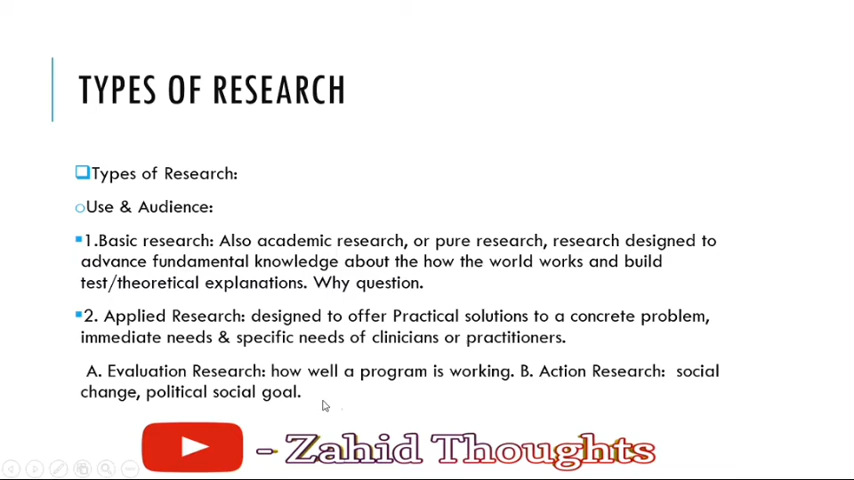 TYPES OF RESEARCH
Types of Research:
Use & Audience:
1.Basic research: Also academic research, or pure research, research designed to
advance fundamental knowledge about the how the world works and build
test/theoretical explanations. Why question.
2. Applied Research: designed to offer Practical solutions to a concrete problem,
immediate needs & specific needs of clinicians or practitioners.
A. Evaluation Research: how well a program is working. B. Action Research: social
change, political social goal.
- Zahid Thoughts